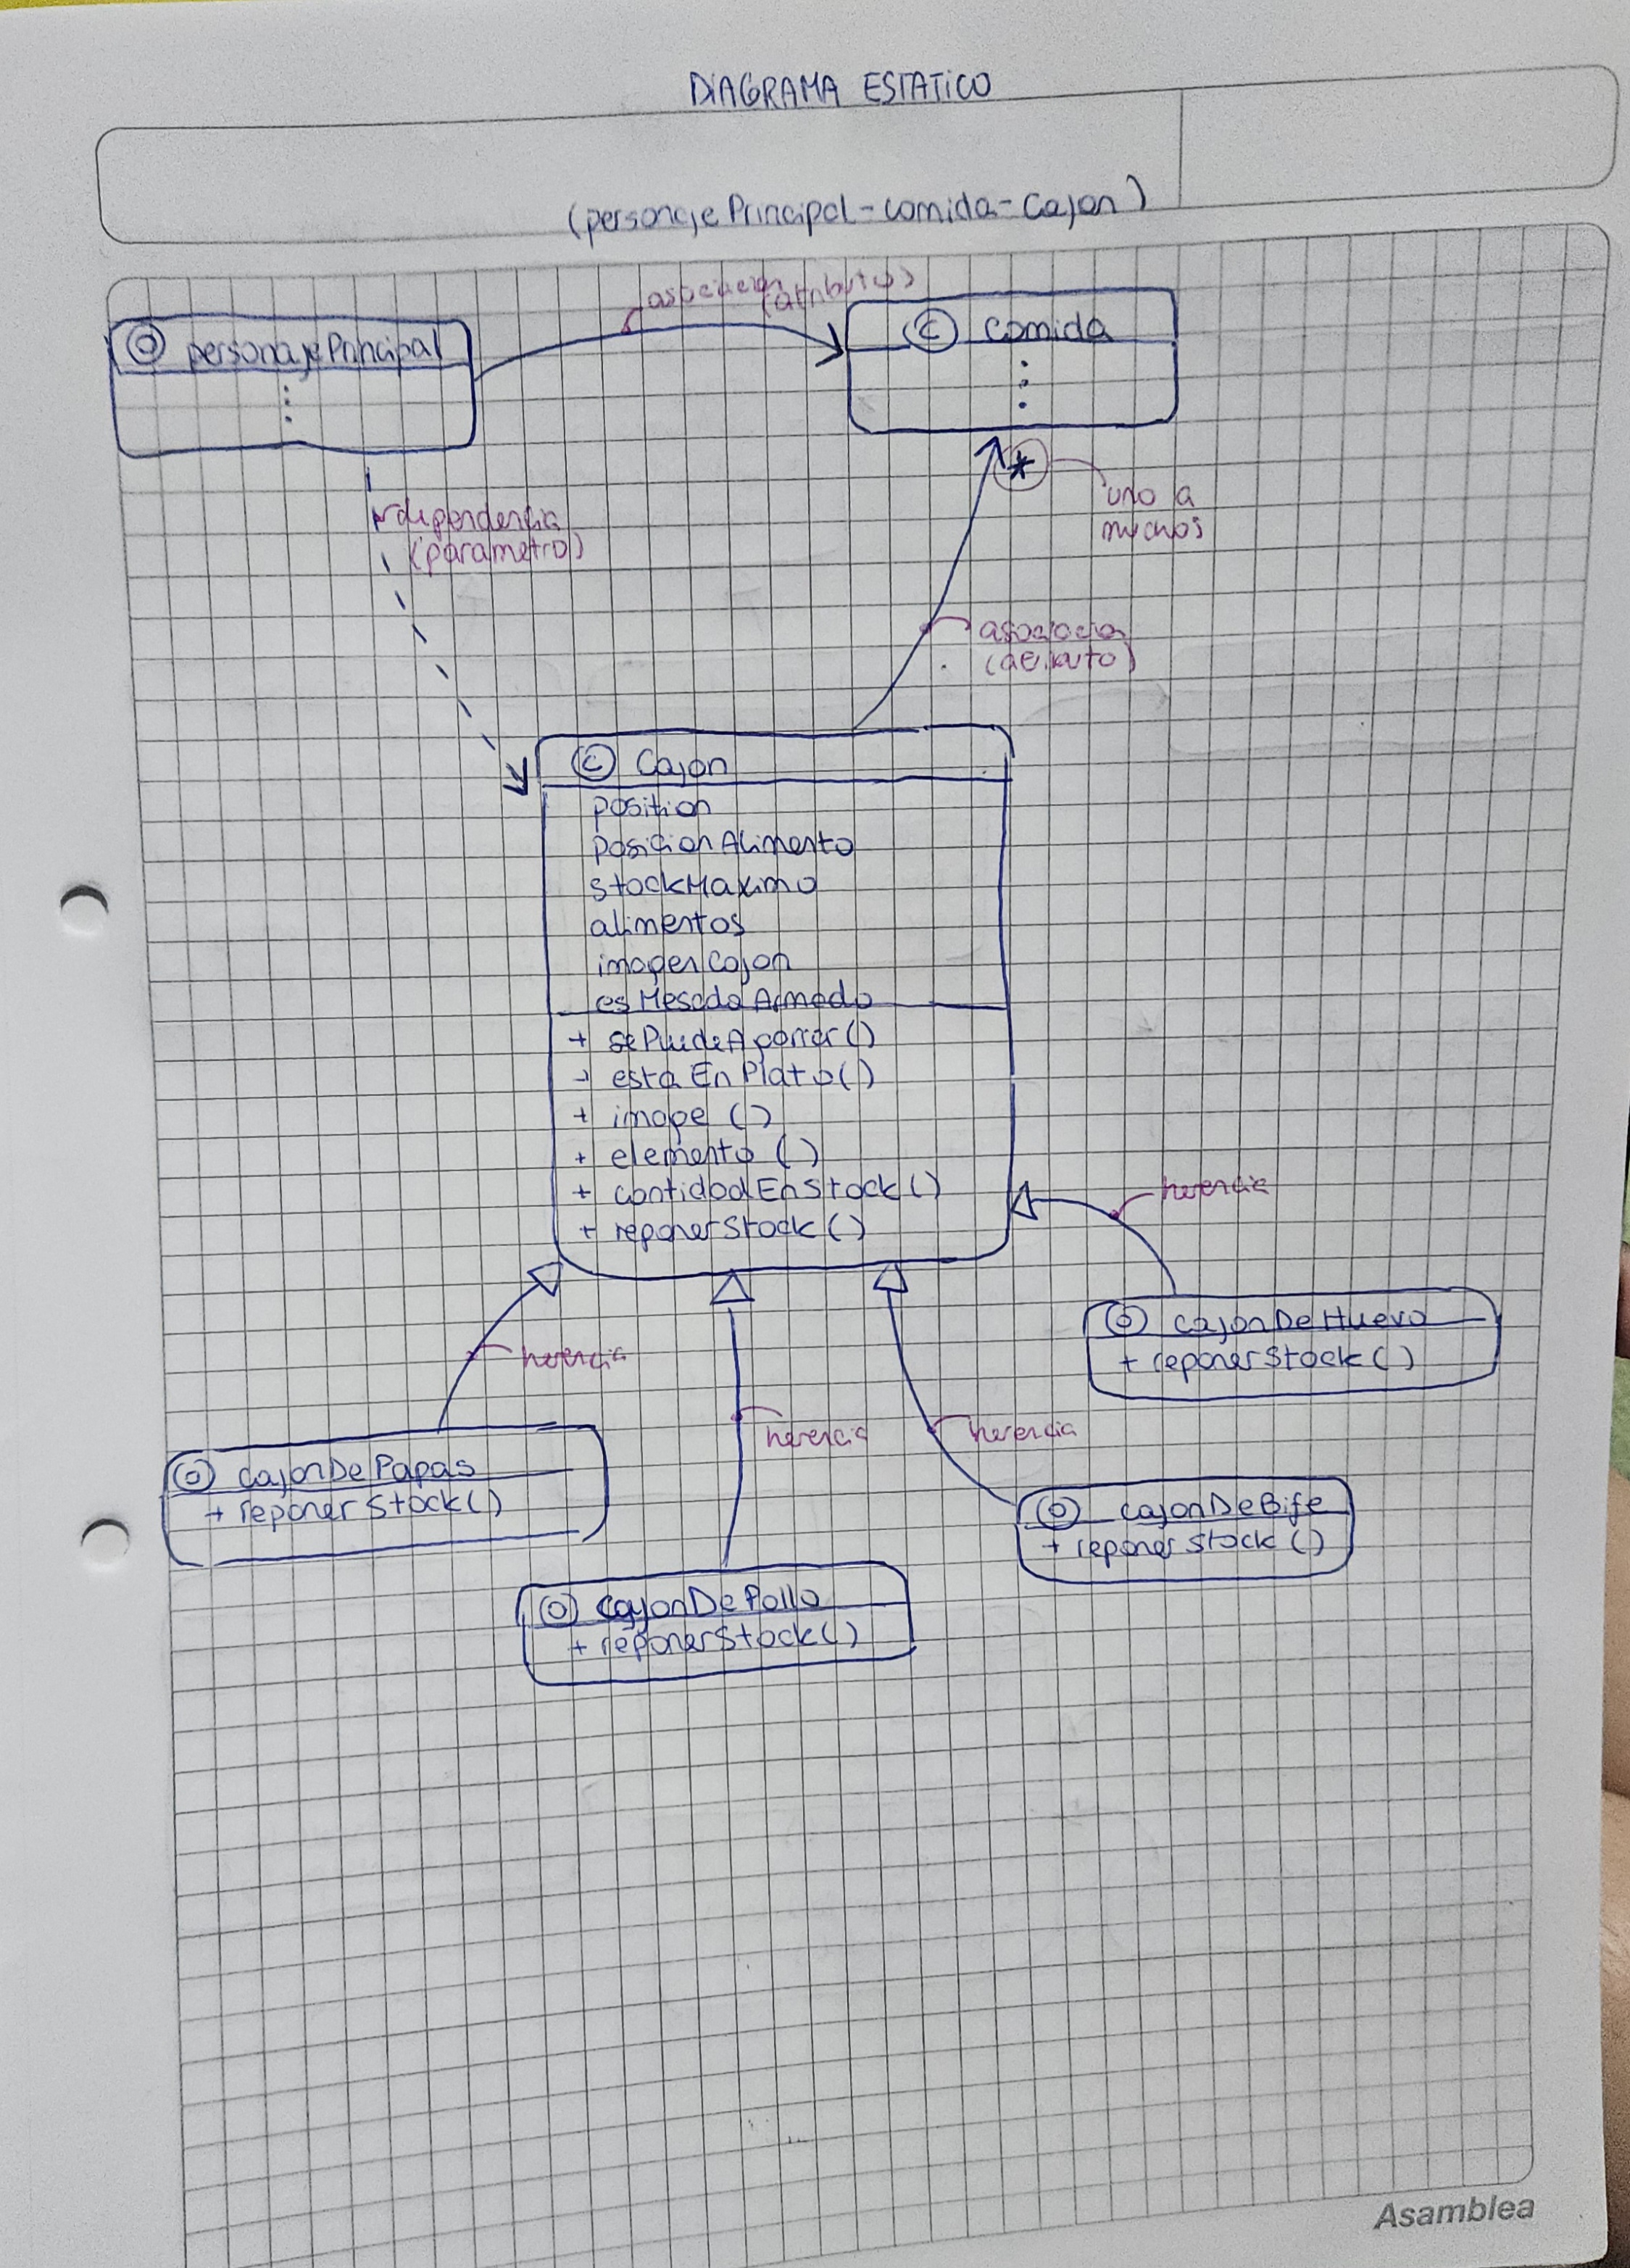 DIAGRAMA ESTATICO
(personaje Principal - comida - Cajon)
asociacion
(atributo)
O personajePrincipal
C Comida
*
uno a
muchos
dependencia
(parametro)
asociacion
(atributo)
C Cajon
position
posicionAlimento
stockMaximo
alimentos
imagenCajon
esMesadaArmado
+ sePuedeAgarrar()
+ estaEnPlato()
+ image ()
+ elemento ()
+ cantidadEnStock()
+ reponerStock()
herencia
O cajonDeHuevo
+ reponerStock()
herencia
herencia
herencia
O cajonDePapas
+ reponerStock()
O cajonDeBife
+ reponerStock ()
O cajonDePollo
+ reponerStock()
Asamblea